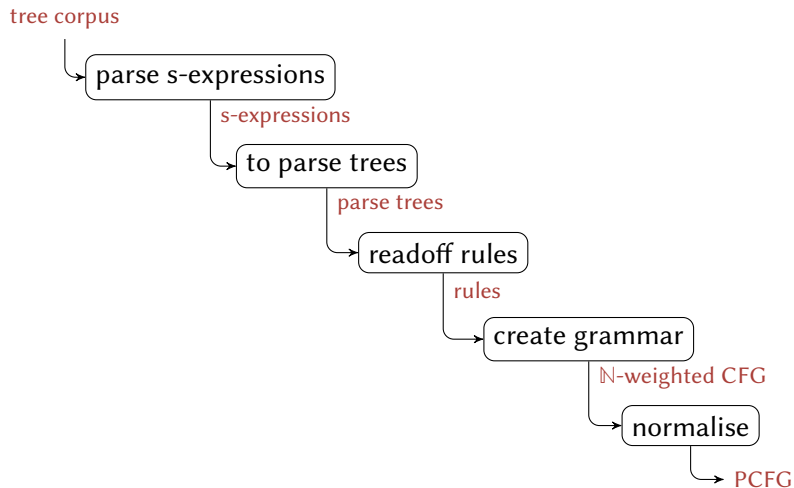 tree corpus
parse s-expressions
s-expressions
to parse trees
parse trees
readoff rules
rules
create grammar
ℕ-weighted CFG
normalise
PCFG